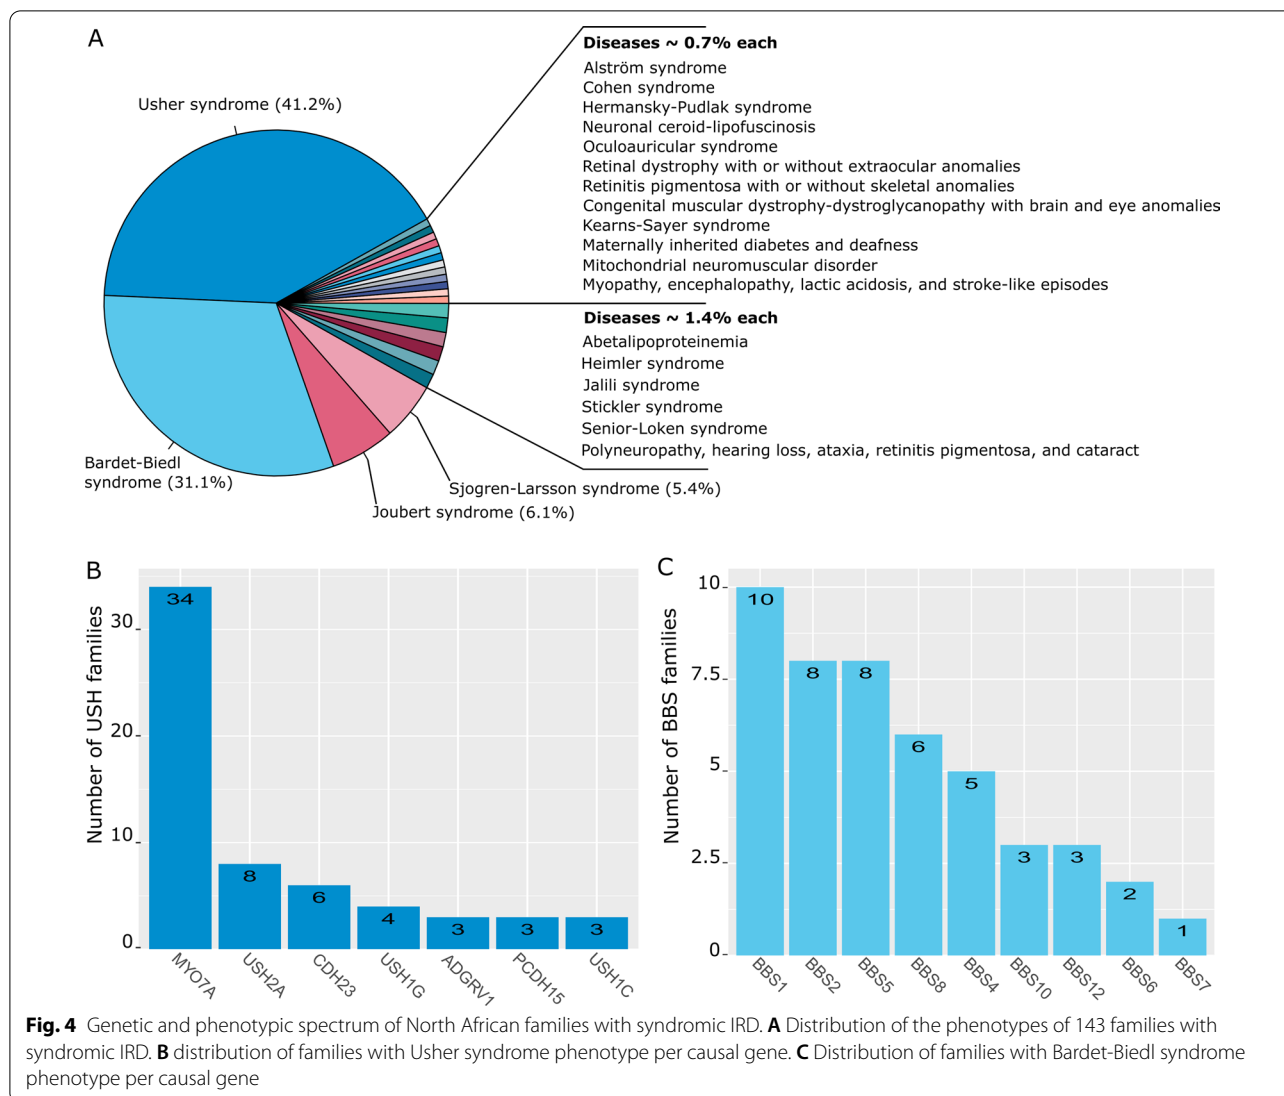 A
Usher syndrome (41.2%)
Bardet-Biedl
syndrome (31.1%)
Joubert syndrome (6.1%)
Sjogren-Larsson syndrome (5.4%)
Diseases ~ 0.7% each
Alström syndrome
Cohen syndrome
Hermansky-Pudlak syndrome
Neuronal ceroid-lipofuscinosis
Oculoauricular syndrome
Retinal dystrophy with or without extraocular anomalies
Retinitis pigmentosa with or without skeletal anomalies
Congenital muscular dystrophy-dystroglycanopathy with brain and eye anomalies
Kearns-Sayer syndrome
Maternally inherited diabetes and deafness
Mitochondrial neuromuscular disorder
Myopathy, encephalopathy, lactic acidosis, and stroke-like episodes
Diseases ~ 1.4% each
Abetalipoproteinemia
Heimler syndrome
Jalili syndrome
Stickler syndrome
Senior-Loken syndrome
Polyneuropathy, hearing loss, ataxia, retinitis pigmentosa, and cataract
B
Number of USH families
30
20
10
0
34
8
6
4
3
3
3
MYO7A
USH2A
CDH23
USH1G
ADGRV1
PCDH15
USH1C
C
Number of BBS families
10
7.5
5
2.5
0
10
8
8
6
5
3
3
2
1
BBS1
BBS2
BBS5
BBS8
BBS4
BBS10
BBS12
BBS6
BBS7
Fig. 4 Genetic and phenotypic spectrum of North African families with syndromic IRD. A Distribution of the phenotypes of 143 families with
syndromic IRD. B distribution of families with Usher syndrome phenotype per causal gene. C Distribution of families with Bardet-Biedl syndrome
phenotype per causal gene